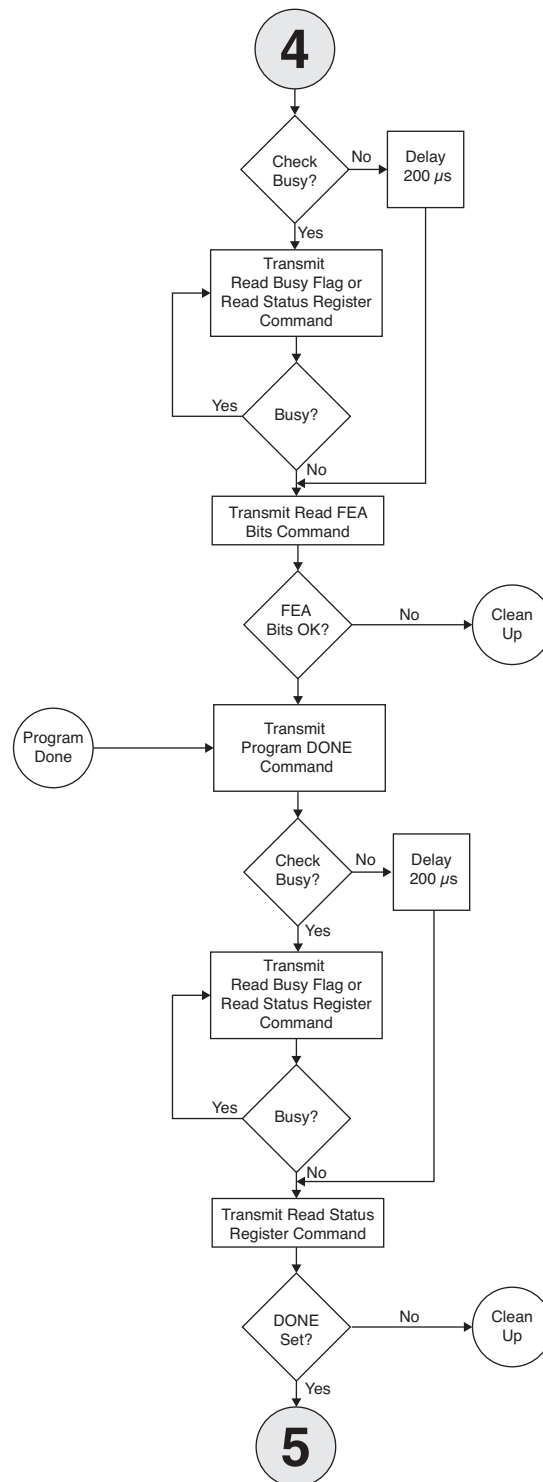 4
Check
Busy?
No
Delay
200 µs
Yes
Transmit
Read Busy Flag or
Read Status Register
Command
Yes
Busy?
No
Transmit Read FEA
Bits Command
FEA
Bits OK?
No
Clean
Up
Program
Done
Transmit
Program DONE
Command
Check
Busy?
No
Delay
200 µs
Yes
Transmit
Read Busy Flag or
Read Status Register
Command
Yes
Busy?
No
Transmit Read Status
Register Command
DONE
Set?
No
Clean
Up
Yes
5